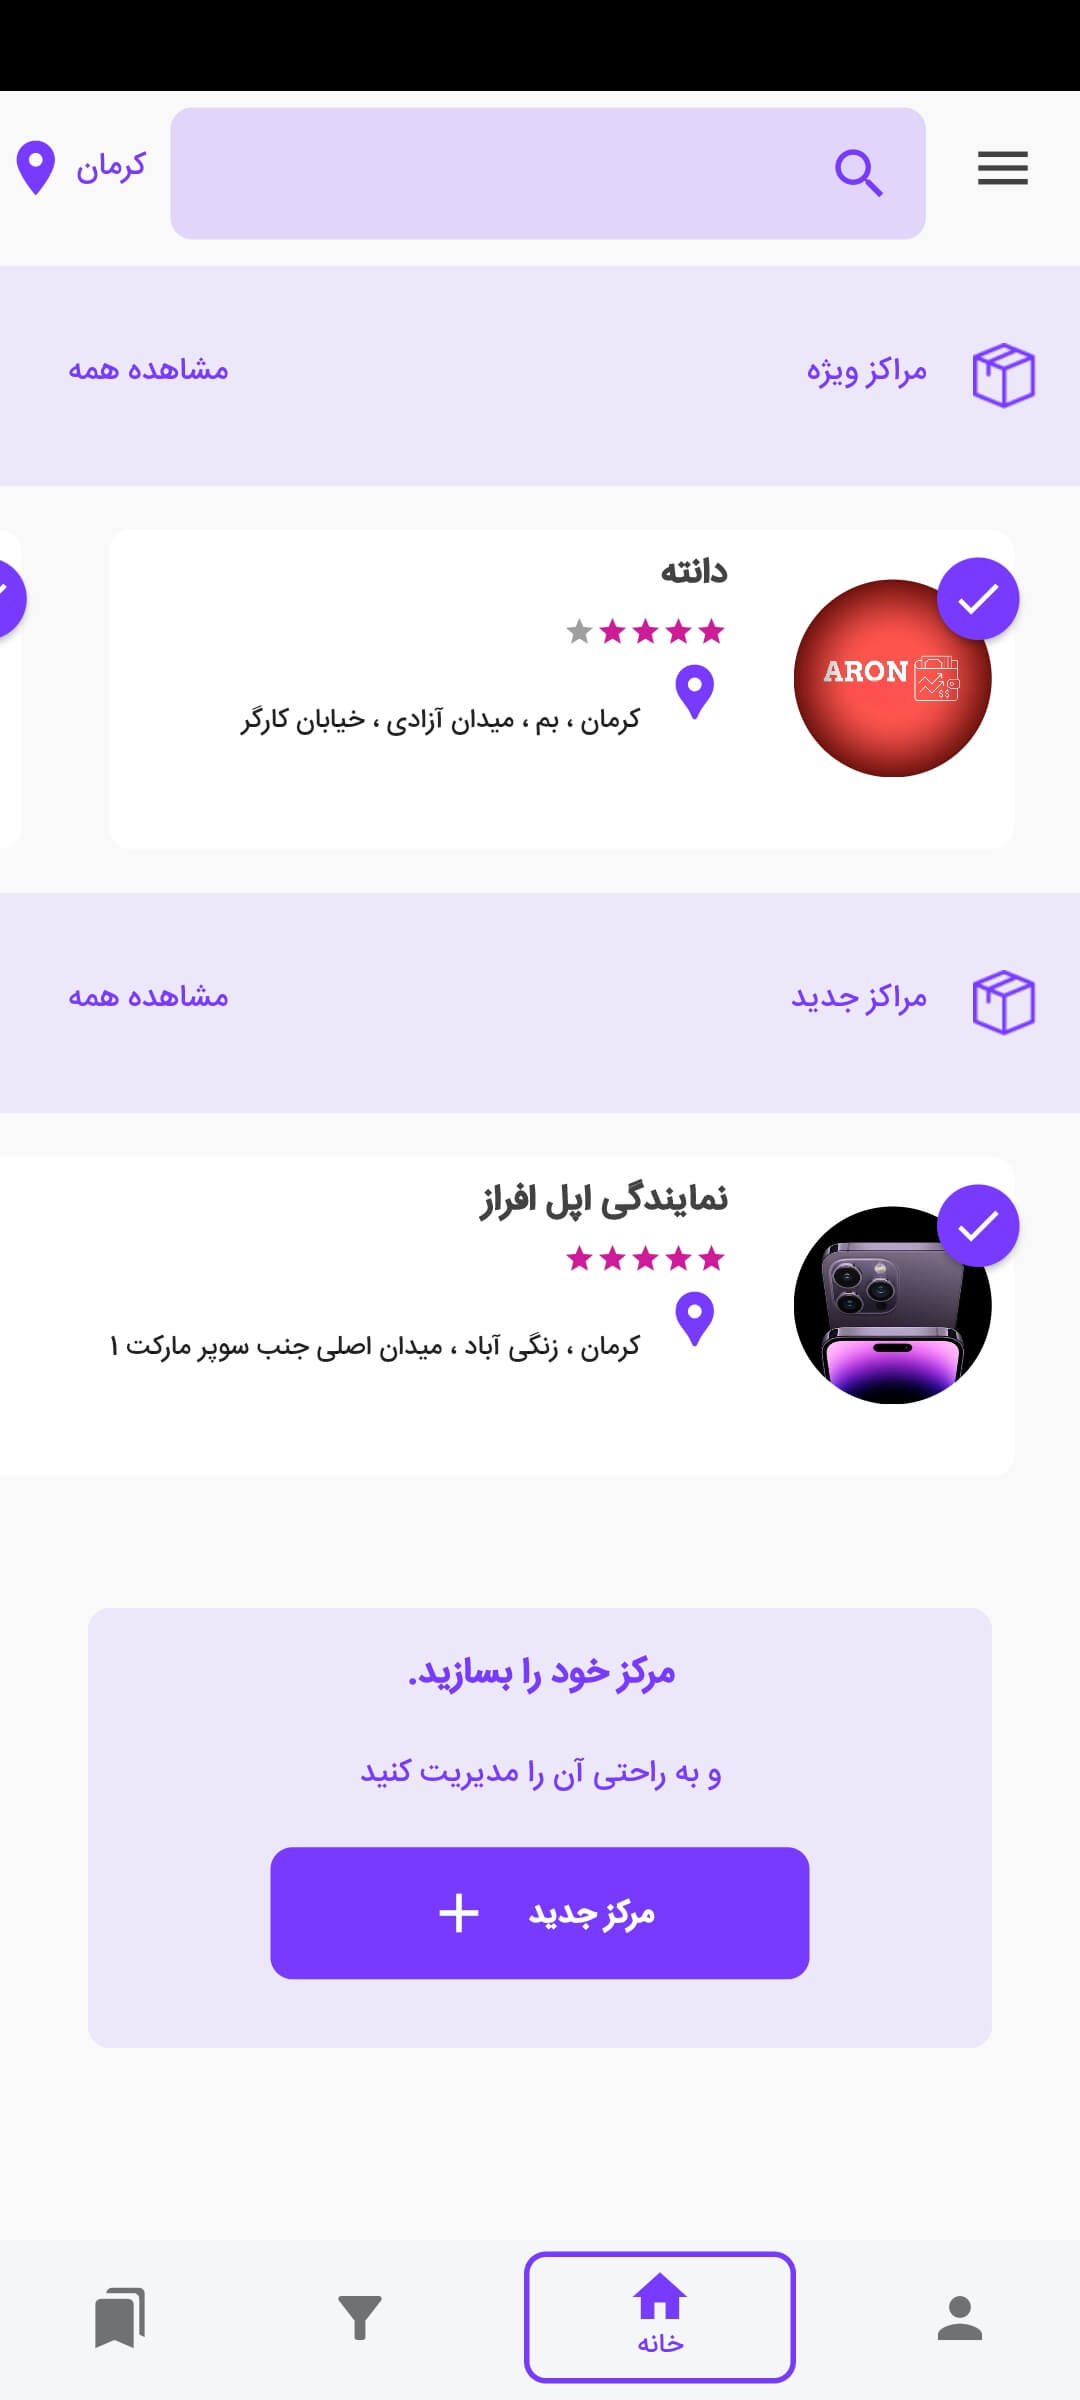 کرمان
مراکز ویژه
مشاهده همه
دانته
ARON
$$
کرمان ، بم ، میدان آزادی ، خیابان کارگر
مراکز جدید
مشاهده همه
نمایندگی اپل افراز
کرمان ، زنگی آباد ، میدان اصلی جنب سوپر مارکت ۱
مرکز خود را بسازید.
و به راحتی آن را مدیریت کنید
مرکز جدید +
خانه